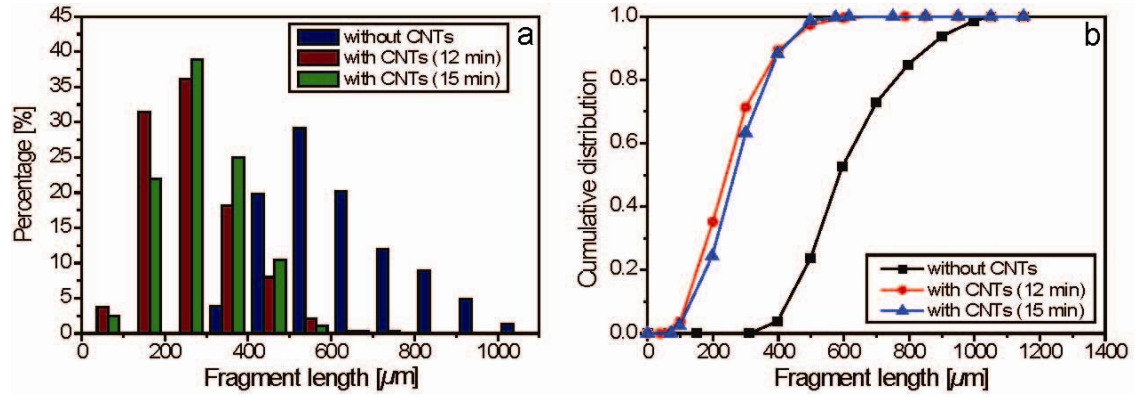 a
without CNTs
with CNTs (12 min)
with CNTs (15 min)
Percentage [%]
45
40
35
30
25
20
15
10
5
0
0 200 400 600 800 1000
Fragment length [µm]
b
Cumulative distribution
1.0
0.8
0.6
0.4
0.2
0.0
without CNTs
with CNTs (12 min)
with CNTs (15 min)
0 200 400 600 800 1000 1200 1400
Fragment length [µm]